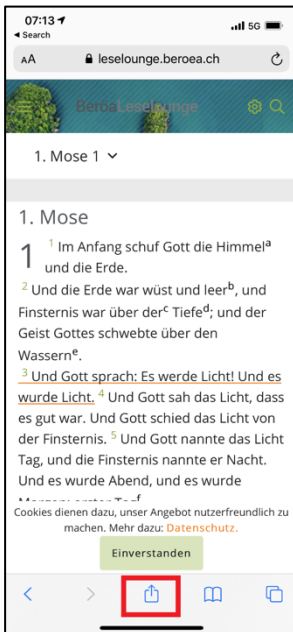 07:13
5G
◄ Search
AA leselounge.beroea.ch
BeroaLeselounge
1. Mose 1
1. Mose
1 ¹ Im Anfang schuf Gott die Himmelᵃ
und die Erde.
² Und die Erde war wüst und leerᵇ, und
Finsternis war über derᶜ Tiefeᵈ; und der
Geist Gottes schwebte über den
Wassernᵉ.
³ Und Gott sprach: Es werde Licht! Und es
wurde Licht. ⁴ Und Gott sah das Licht, dass
es gut war. Und Gott schied das Licht von
der Finsternis. ⁵ Und Gott nannte das Licht
Tag, und die Finsternis nannte er Nacht.
Und es wurde Abend, und es wurde
Cookies dienen dazu, unser Angebot nutzerfreundlich zu
machen. Mehr dazu: Datenschutz.
Einverstanden